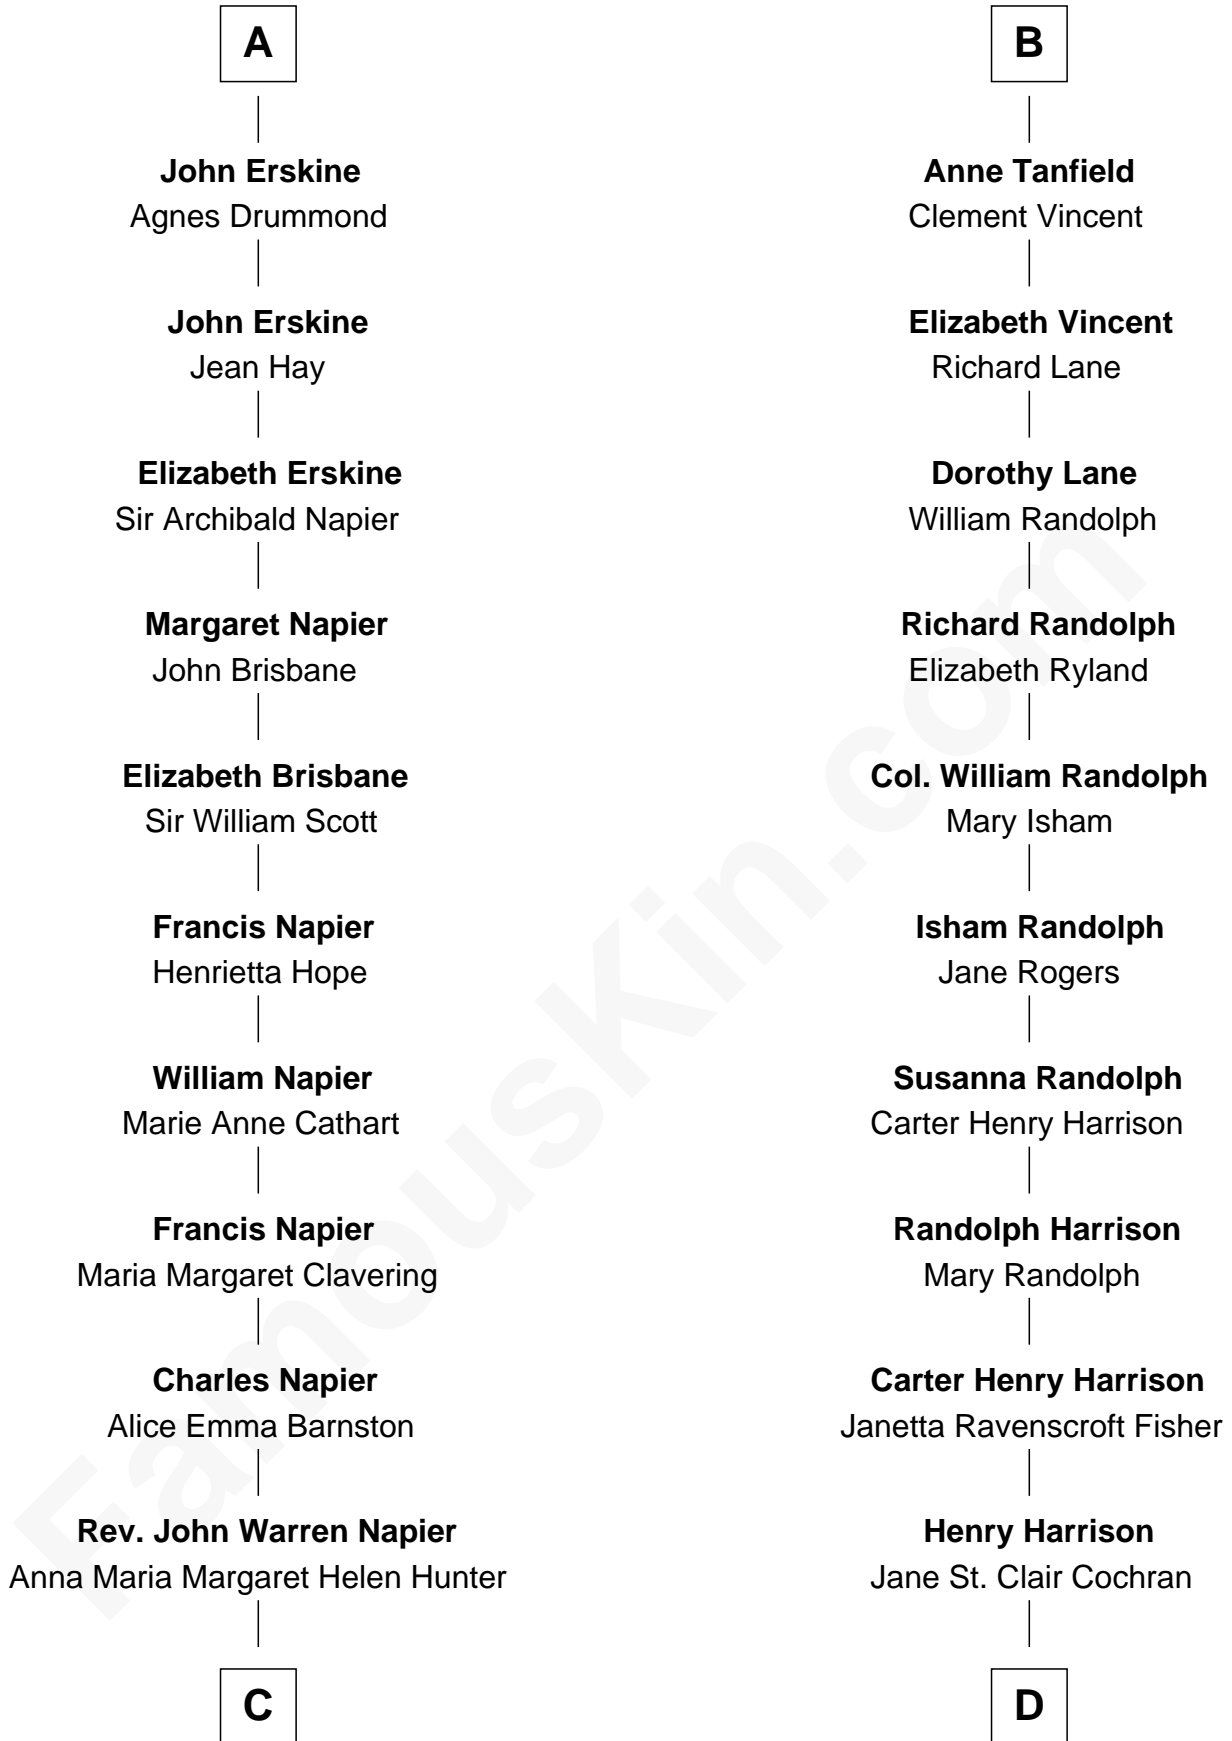 A
John Erskine
Agnes Drummond
John Erskine
Jean Hay
Elizabeth Erskine
Sir Archibald Napier
Margaret Napier
John Brisbane
Elizabeth Brisbane
Sir William Scott
Francis Napier
Henrietta Hope
William Napier
Marie Anne Cathart
Francis Napier
Maria Margaret Clavering
Charles Napier
Alice Emma Barnston
Rev. John Warren Napier
Anna Maria Margaret Helen Hunter
C
B
Anne Tanfield
Clement Vincent
Elizabeth Vincent
Richard Lane
Dorothy Lane
William Randolph
Richard Randolph
Elizabeth Ryland
Col. William Randolph
Mary Isham
Isham Randolph
Jane Rogers
Susanna Randolph
Carter Henry Harrison
Randolph Harrison
Mary Randolph
Carter Henry Harrison
Janetta Ravenscroft Fisher
Henry Harrison
Jane St. Clair Cochran
D
FamousKin.com